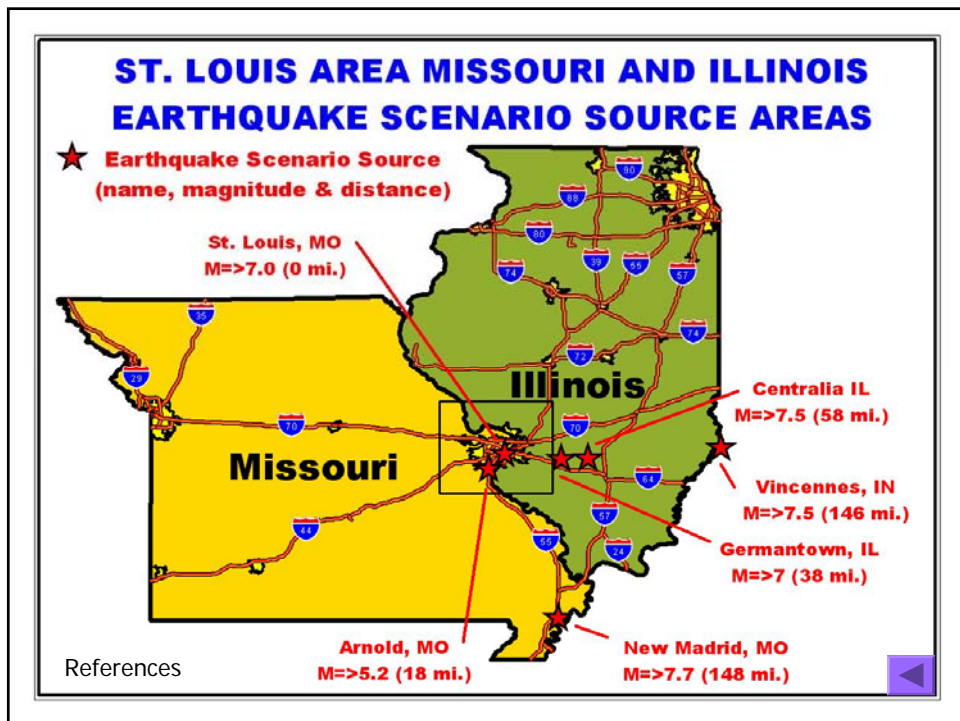 ST. LOUIS AREA MISSOURI AND ILLINOIS
EARTHQUAKE SCENARIO SOURCE AREAS
Earthquake Scenario Source
(name, magnitude & distance)
St. Louis, MO
M=>7.0 (0 mi.)
90
88
80
39
55
57
74
35
74
72
29
Illinois
Centralia IL
M=>7.5 (58 mi.)
70
70
Missouri
64
Vincennes, IN
M=>7.5 (146 mi.)
57
44
55
24
Germantown, IL
M=>7 (38 mi.)
Arnold, MO
M=>5.2 (18 mi.)
New Madrid, MO
M=>7.7 (148 mi.)
References